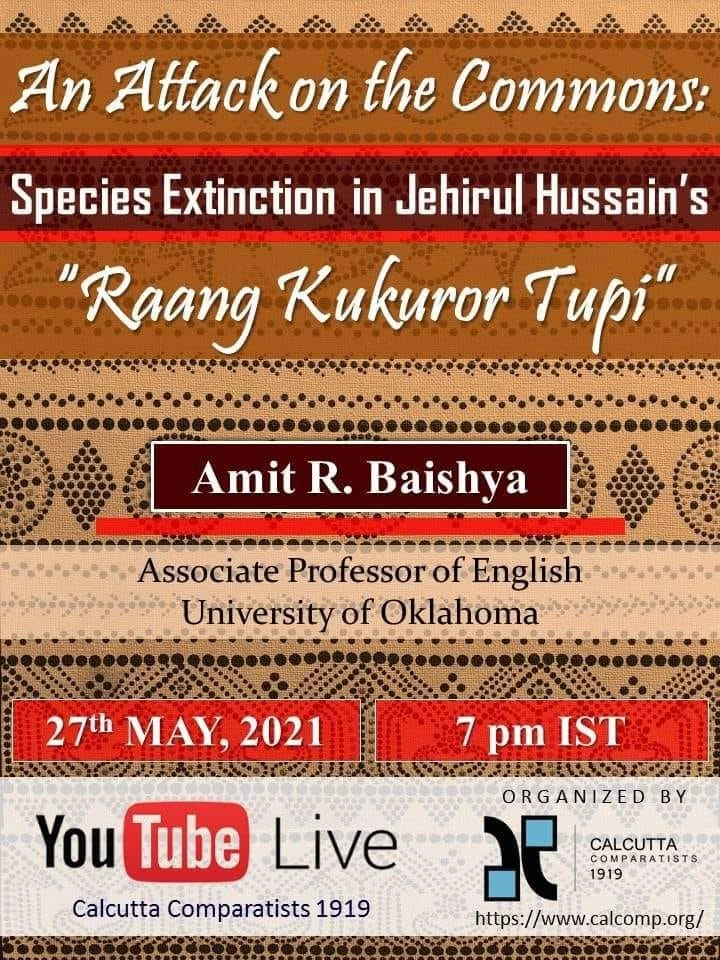 An Attack on the Commons:
Species Extinction in Jehirul Hussain's
"Raang Kukuror Tupi"
Amit R. Baishya
Associate Professor of English
University of Oklahoma
27th MAY, 2021
7 pm IST
ORGANIZED BY
YouTube Live
CALCUTTA
COMPARATISTS
1919
Calcutta Comparatists 1919
https://www.calcomp.org/